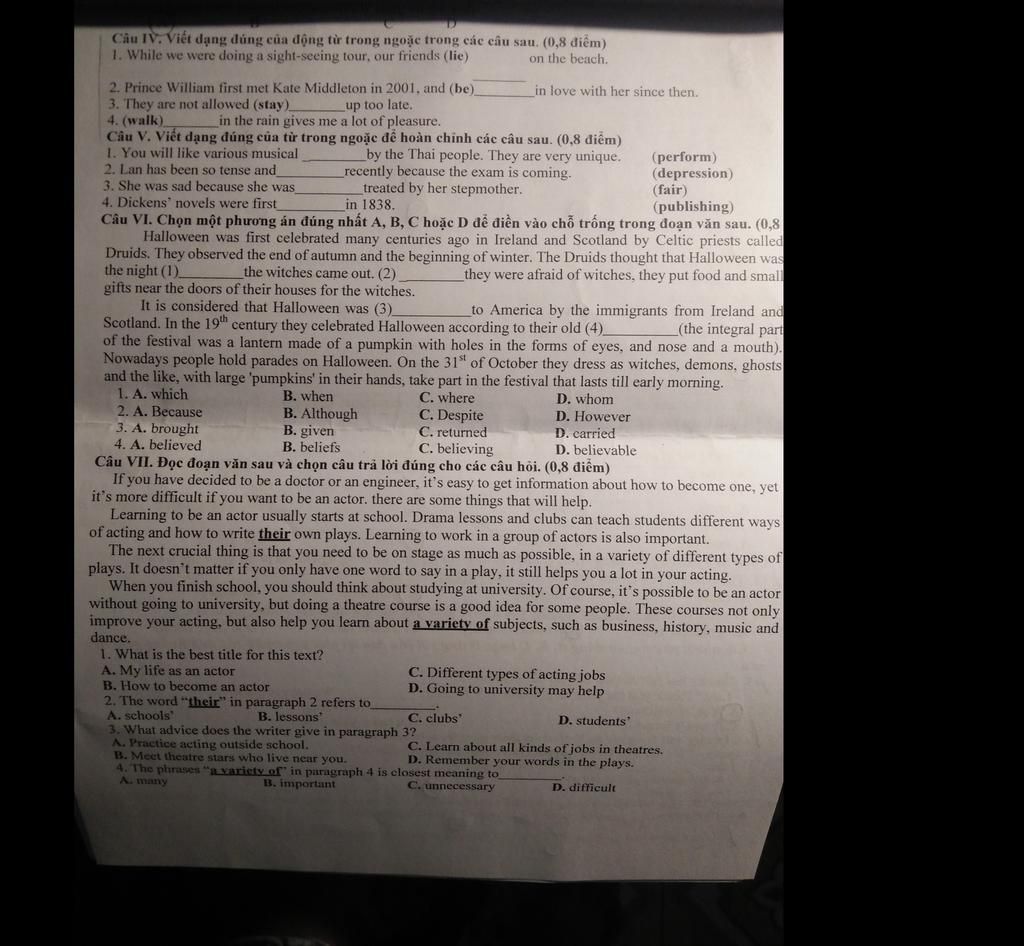 Câu IV. Viết dạng đúng của động từ trong ngoặc trong các câu sau. (0,8 điểm)
1. While we were doing a sight-seeing tour, our friends (lie) on the beach.
2. Prince William first met Kate Middleton in 2001, and (be)________in love with her since then.
3. They are not allowed (stay)________up too late.
4. (walk)________in the rain gives me a lot of pleasure.
Câu V. Viết dạng đúng của từ trong ngoặc để hoàn chỉnh các câu sau. (0,8 điểm)
1. You will like various musical _________by the Thai people. They are very unique. (perform)
2. Lan has been so tense and__________recently because the exam is coming. (depression)
3. She was sad because she was__________treated by her stepmother. (fair)
4. Dickens' novels were first__________in 1838. (publishing)
Câu VI. Chọn một phương án đúng nhất A, B, C hoặc D để điền vào chỗ trống trong đoạn văn sau. (0,8
Halloween was first celebrated many centuries ago in Ireland and Scotland by Celtic priests called
Druids. They observed the end of autumn and the beginning of winter. The Druids thought that Halloween was
the night (1)_________the witches came out. (2) _________they were afraid of witches, they put food and small
gifts near the doors of their houses for the witches.
It is considered that Halloween was (3)___________to America by the immigrants from Ireland and
Scotland. In the 19th century they celebrated Halloween according to their old (4)__________(the integral part
of the festival was a lantern made of a pumpkin with holes in the forms of eyes, and nose and a mouth).
Nowadays people hold parades on Halloween. On the 31st of October they dress as witches, demons, ghosts
and the like, with large 'pumpkins' in their hands, take part in the festival that lasts till early morning.
1. A. which B. when C. where D. whom
2. A. Because B. Although C. Despite D. However
3. A. brought B. given C. returned D. carried
4. A. believed B. beliefs C. believing D. believable
Câu VII. Đọc đoạn văn sau và chọn câu trả lời đúng cho các câu hỏi. (0,8 điểm)
If you have decided to be a doctor or an engineer, it's easy to get information about how to become one, yet
it's more difficult if you want to be an actor. there are some things that will help.
Learning to be an actor usually starts at school. Drama lessons and clubs can teach students different ways
of acting and how to write their own plays. Learning to work in a group of actors is also important.
The next crucial thing is that you need to be on stage as much as possible, in a variety of different types of
plays. It doesn't matter if you only have one word to say in a play, it still helps you a lot in your acting.
When you finish school, you should think about studying at university. Of course, it's possible to be an actor
without going to university, but doing a theatre course is a good idea for some people. These courses not only
improve your acting, but also help you learn about a variety of subjects, such as business, history, music and
dance.
1. What is the best title for this text?
A. My life as an actor C. Different types of acting jobs
B. How to become an actor D. Going to university may help
2. The word "their" in paragraph 2 refers to__________.
A. schools' B. lessons' C. clubs' D. students'
3. What advice does the writer give in paragraph 3?
A. Practice acting outside school. C. Learn about all kinds of jobs in theatres.
B. Meet theatre stars who live near you. D. Remember your words in the plays.
4. The phrases "a variety of" in paragraph 4 is closest meaning to__________.
A. many B. important C. unnecessary D. difficult